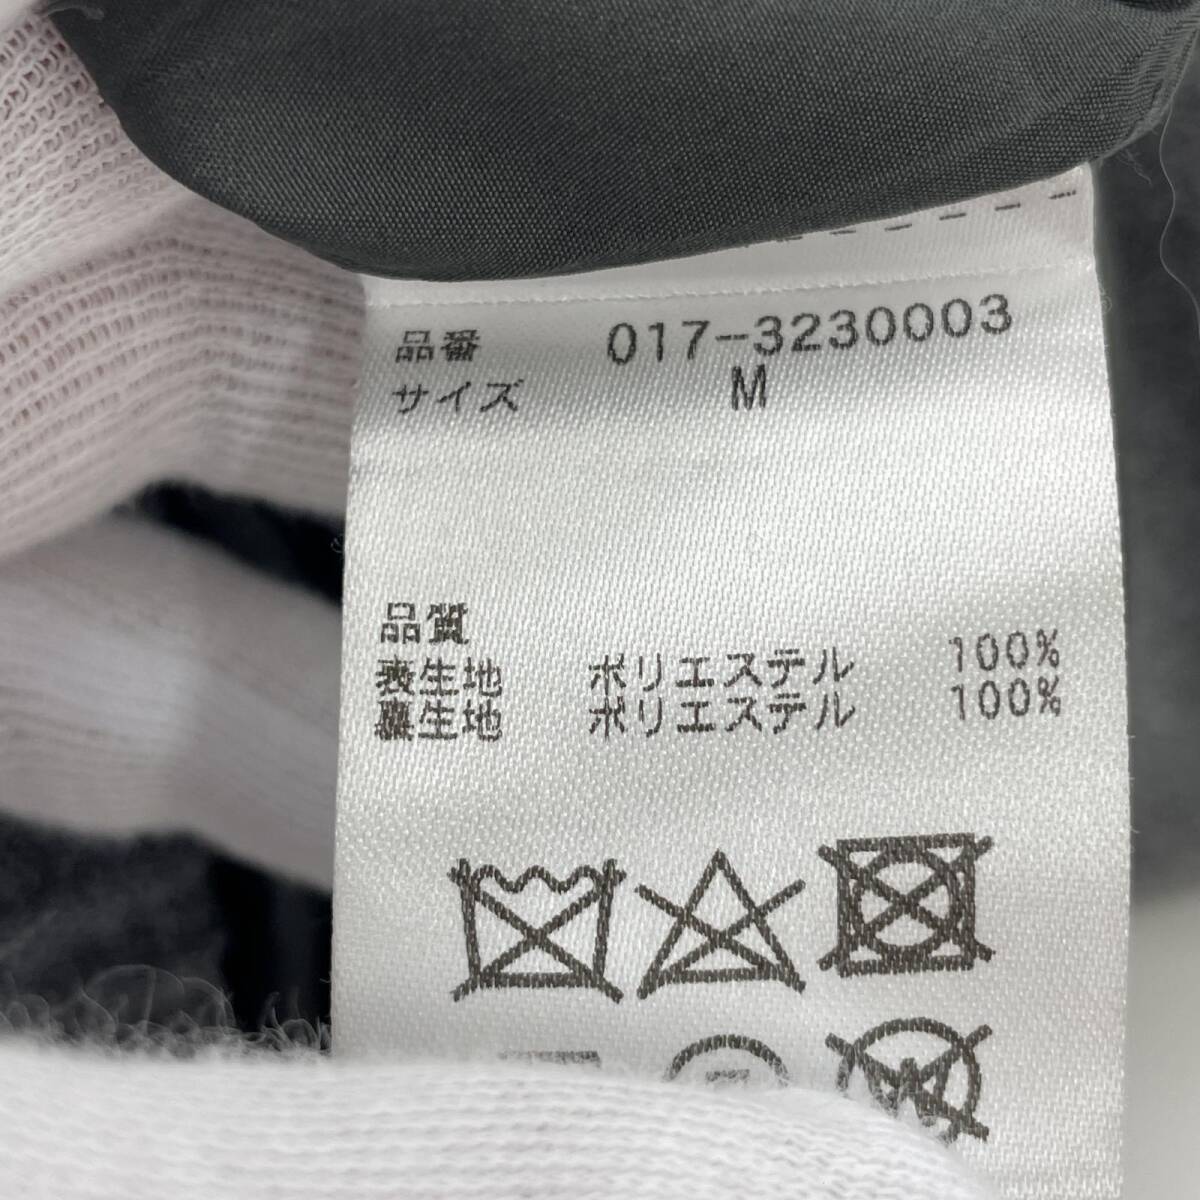 品番 017-3230003
サイズ M
品質
表生地 ポリエステル 100%
裏生地 ポリエステル 100%